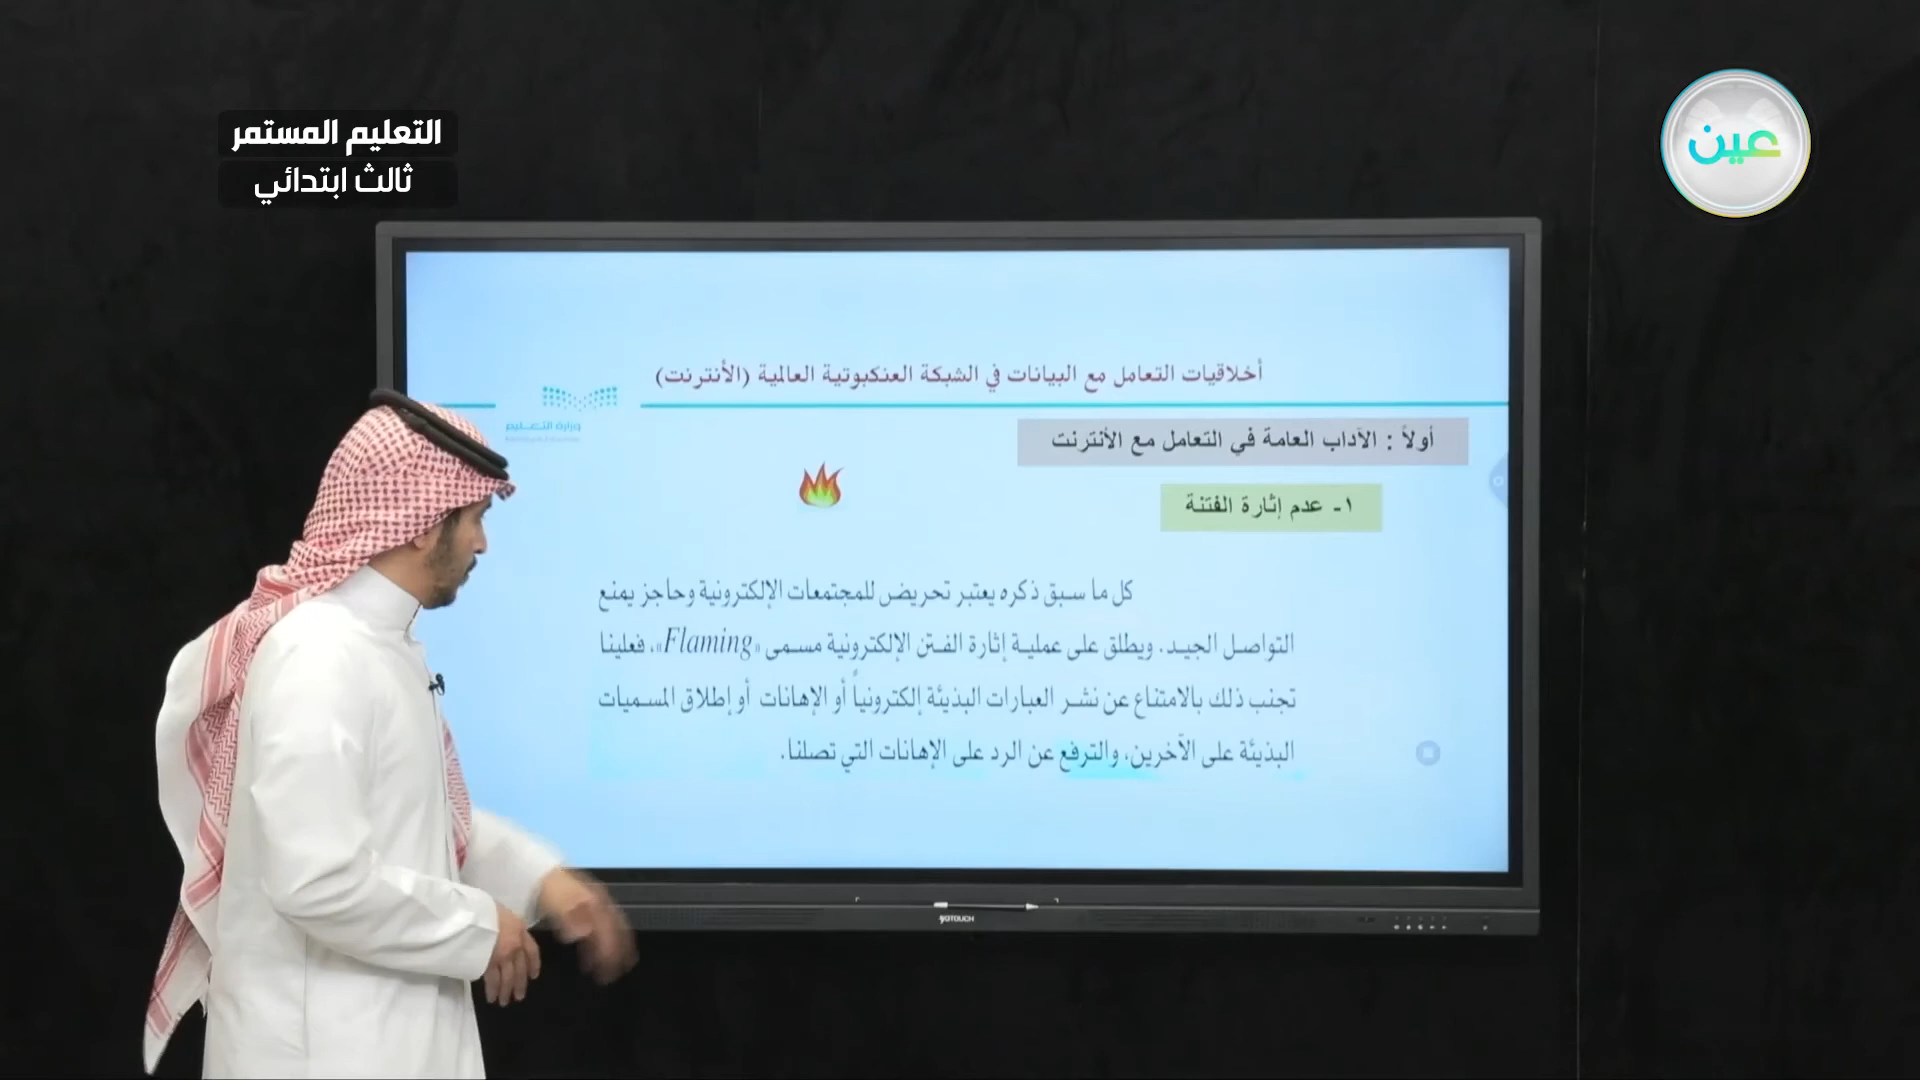 التعليم المستمر
ثالث ابتدائي
عين
أخلاقيات التعامل مع البيانات في الشبكة العنكبوتية العالمية (الأنترنت)
وزارة التعليم
أولاً : الآداب العامة في التعامل مع الأنترنت
١- عدم إثارة الفتنة
كل ما سبق ذكره يعتبر تحريض للمجتمعات الإلكترونية وحاجز يمنع
التواصل الجيد. ويطلق على عملية إثارة الفتن الإلكترونية مسمى «Flaming»، فعلينا
تجنب ذلك بالامتناع عن نشر العبارات البذيئة إلكترونياً أو الإهانات أو إطلاق المسميات
البذيئة على الآخرين، والترفع عن الرد على الإهانات التي تصلنا.